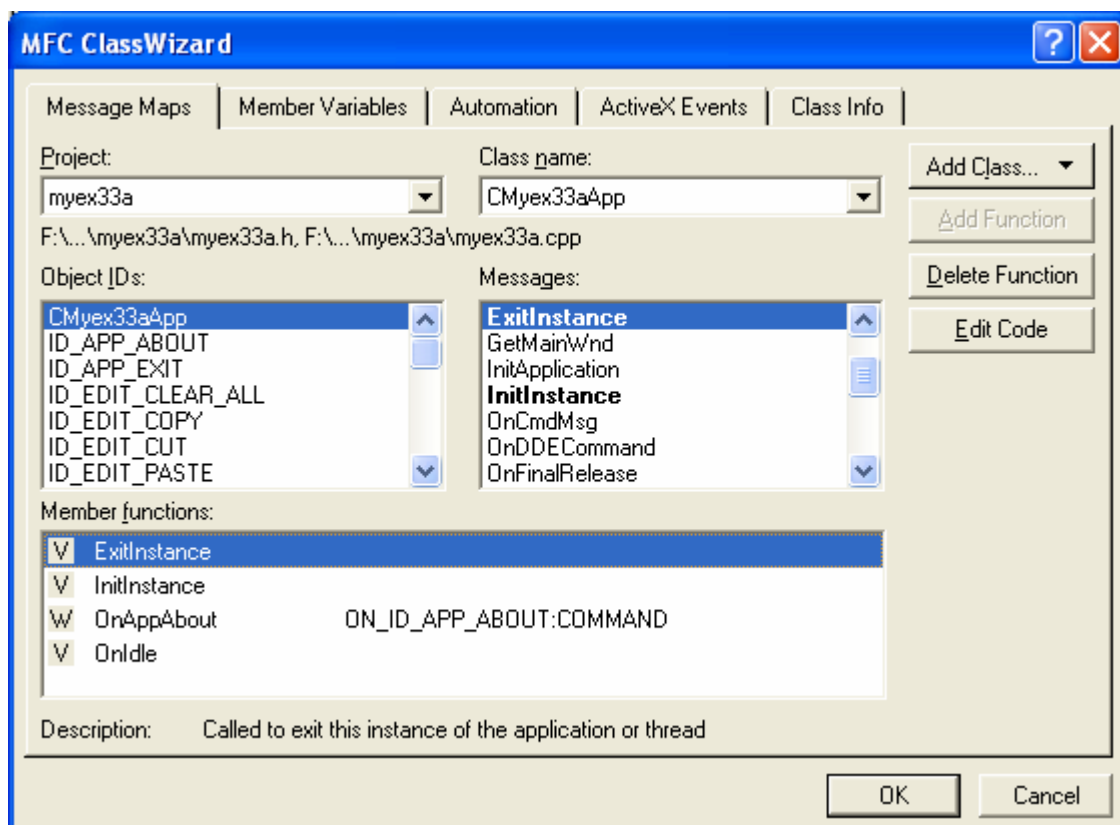 MFC ClassWizard
Message Maps
Member Variables
Automation
ActiveX Events
Class Info
Project:
myex33a
Class name:
CMyex33aApp
Add Class...
Add Function
F:\...\myex33a\myex33a.h, F:\...\myex33a\myex33a.cpp
Delete Function
Edit Code
Object IDs:
CMyex33aApp
ID_APP_ABOUT
ID_APP_EXIT
ID_EDIT_CLEAR_ALL
ID_EDIT_COPY
ID_EDIT_CUT
ID_EDIT_PASTE
Messages:
ExitInstance
GetMainWnd
InitApplication
InitInstance
OnCmdMsg
OnDDECommand
OnFinalRelease
Member functions:
V ExitInstance
V InitInstance
W OnAppAbout ON_ID_APP_ABOUT:COMMAND
V OnIdle
Description: Called to exit this instance of the application or thread
OK
Cancel